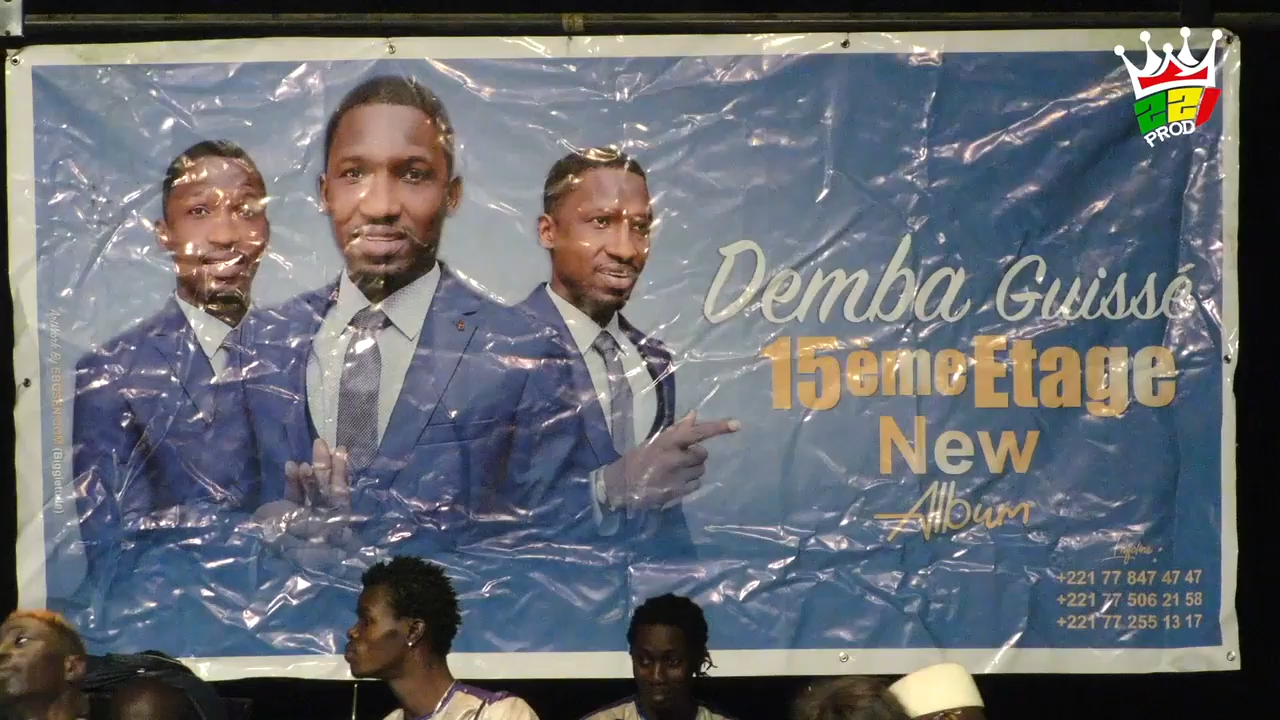 221
PROD
Demba Guissé
15ème Etage
New
Album
+221 77 847 47 47
+221 77 506 21 58
+221 77 255 13 17